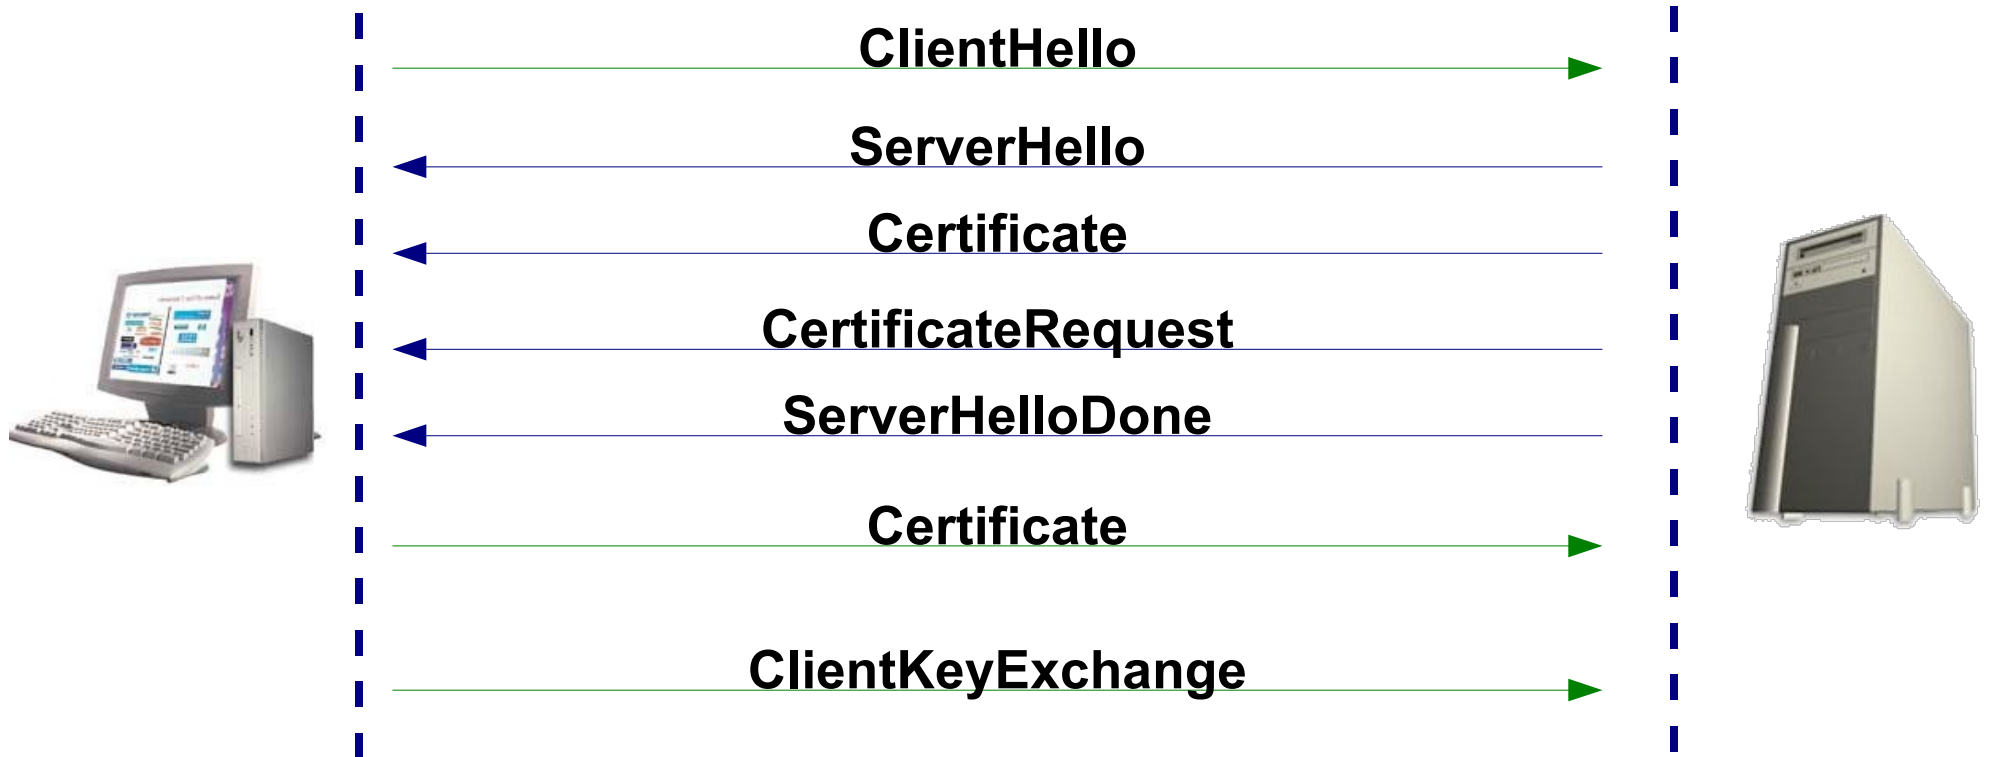 ClientHello
ServerHello
Certificate
CertificateRequest
ServerHelloDone
Certificate
ClientKeyExchange